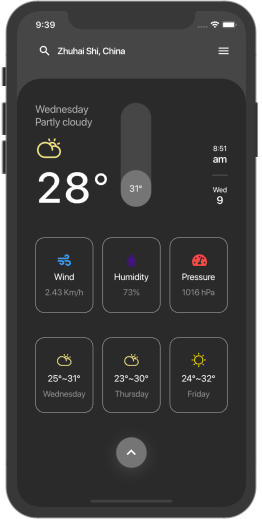 9:39
Zhuhai Shi, China
Wednesday
Partly cloudy
28°
31°
8:51
am
Wed
9
Wind
2.43 Km/h
Humidity
73%
Pressure
1016 hPa
25°~31°
Wednesday
23°~30°
Thursday
24°~32°
Friday